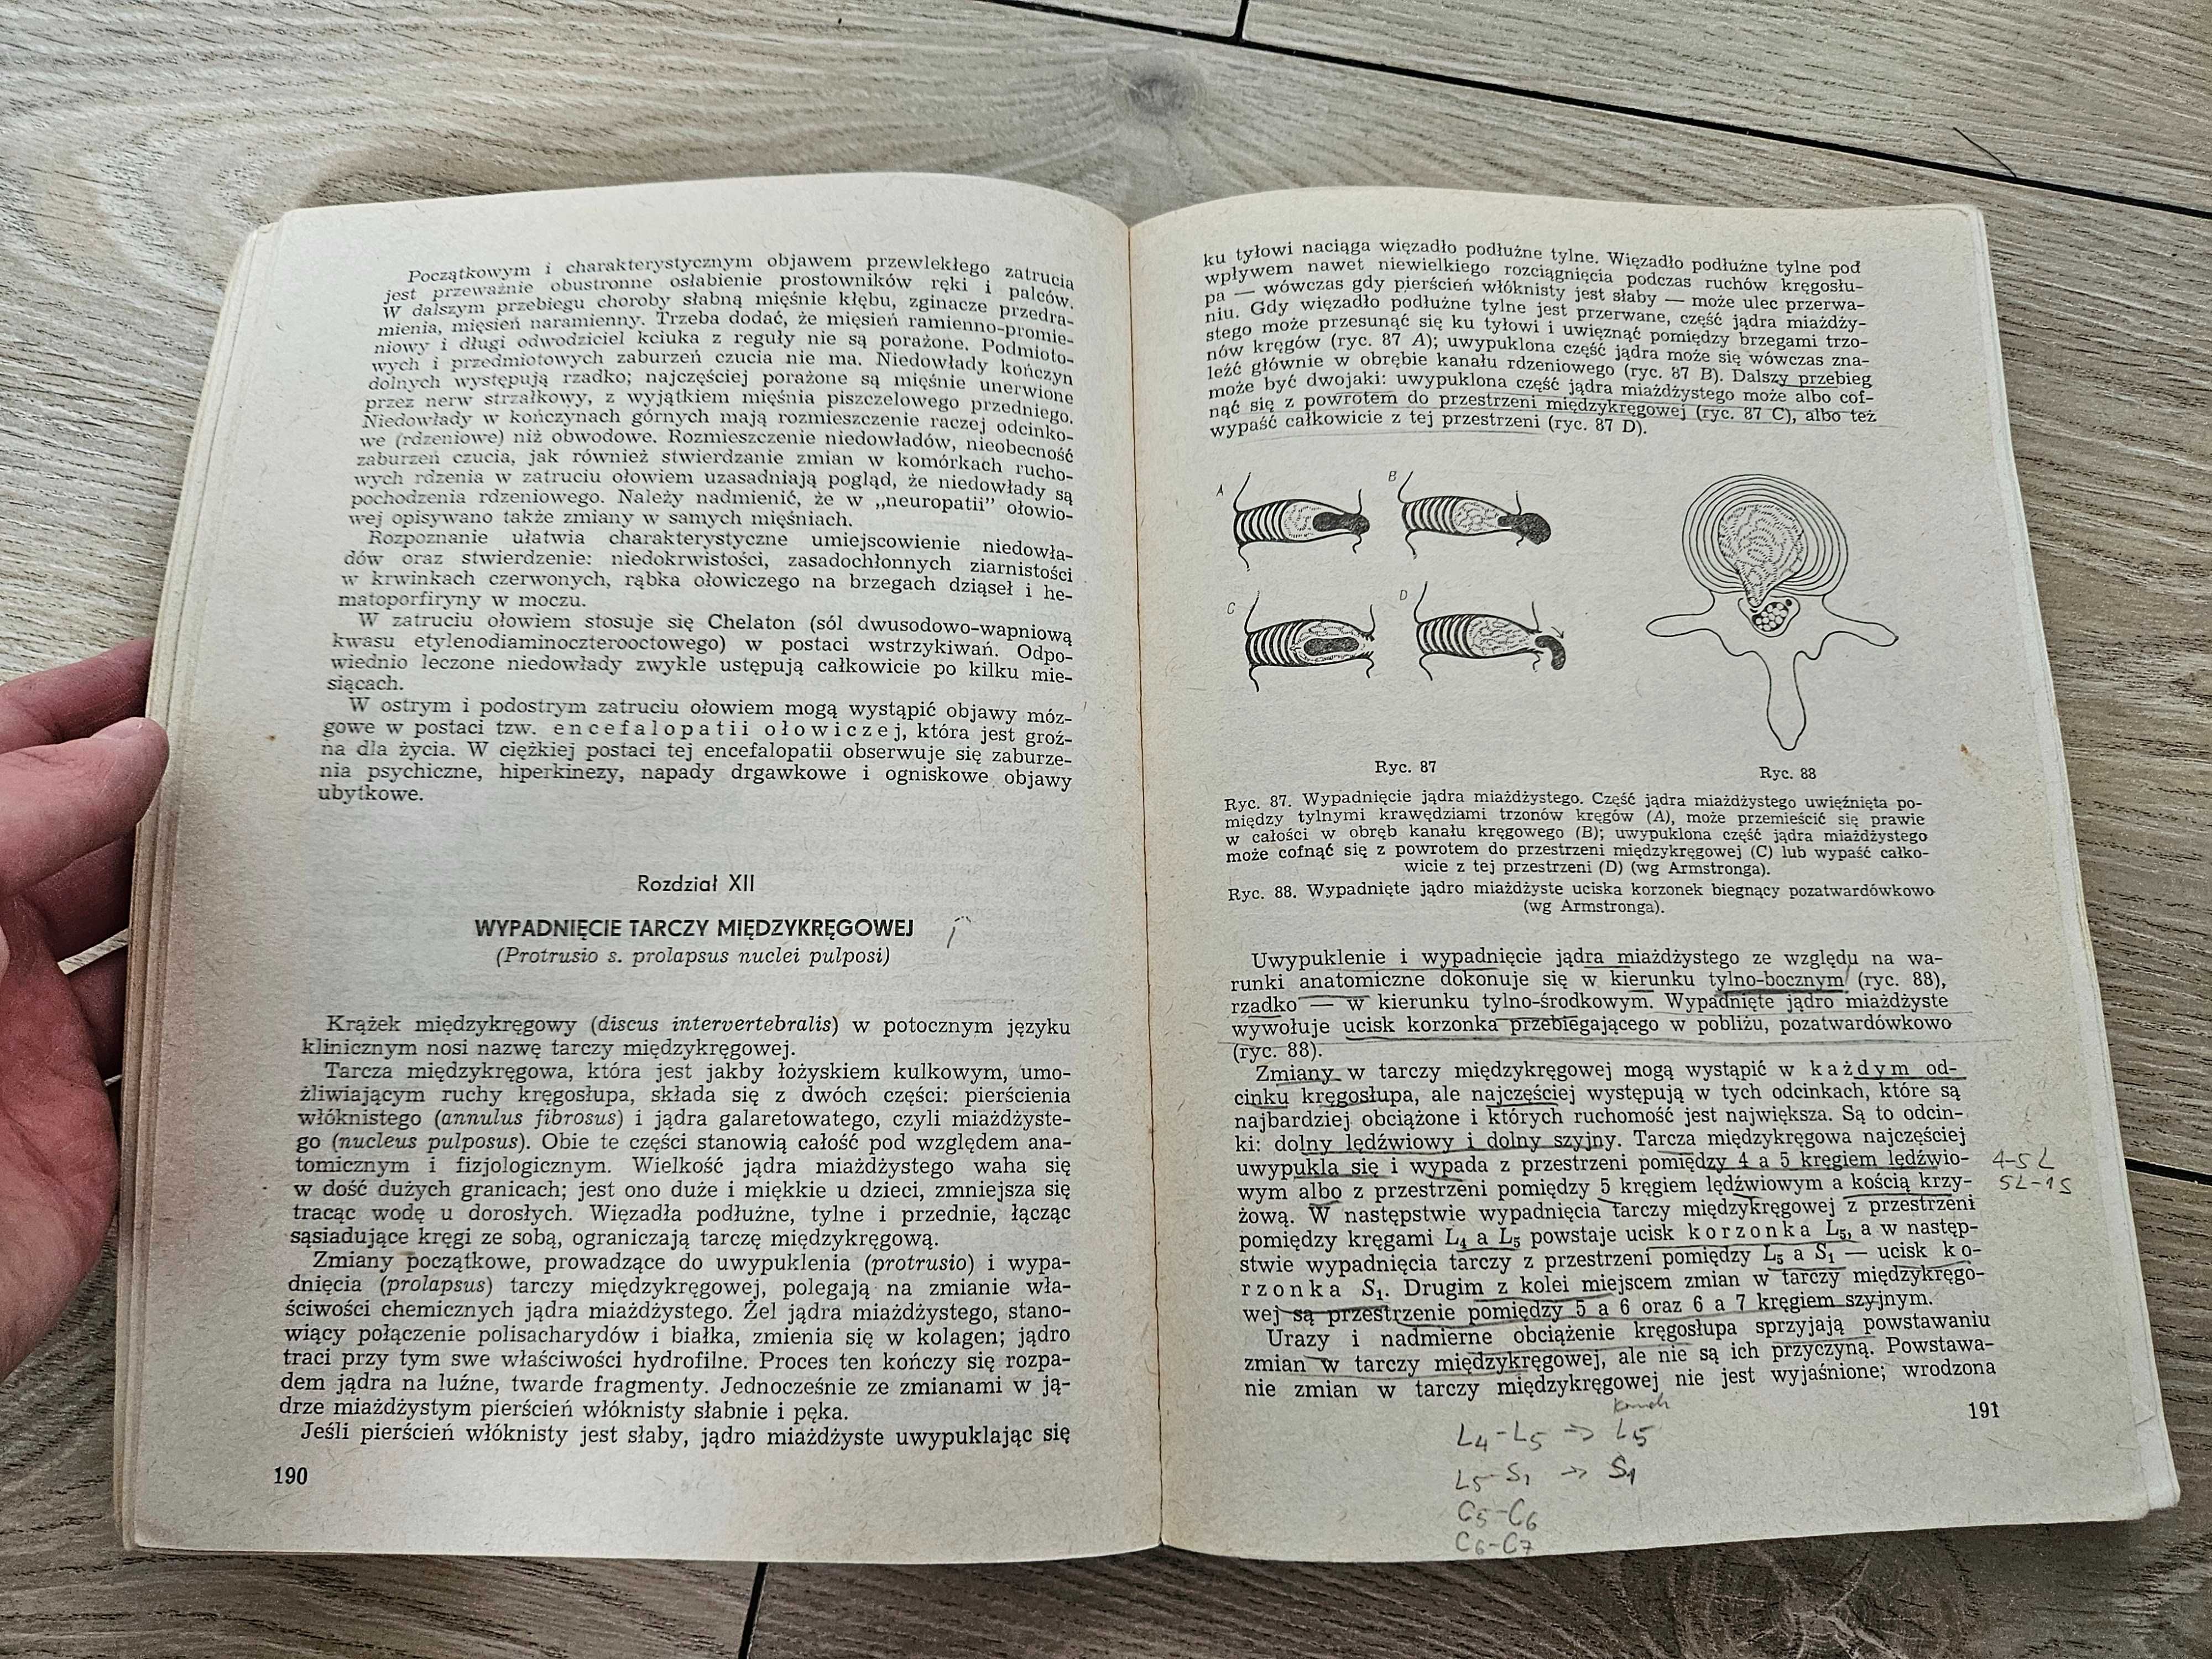 Początkowym i charakterystycznym objawem przewlekłego zatrucia
jest przeważnie obustronne osłabienie prostowników ręki i palców.
W dalszym przebiegu choroby słabną mięśnie kłębu, zginacze przedra-
mienia, mięsień naramienny. Trzeba dodać, że mięsień ramienno-promie-
niowy i długi odwodziciel kciuka z reguły nie są porażone. Podmioto-
wych i przedmiotowych zaburzeń czucia nie ma. Niedowłady kończyn
dolnych występują rzadko; najczęściej porażone są mięśnie unerwione
przez nerw strzałkowy, z wyjątkiem mięśnia piszczelowego przedniego.
Niedowłady w kończynach górnych mają rozmieszczenie raczej odcinko-
we (rdzeniowe) niż obwodowe. Rozmieszczenie niedowładów, nieobecność
zaburzeń czucia, jak również stwierdzanie zmian w komórkach rucho-
wych rdzenia w zatruciu ołowiem uzasadniają pogląd, że niedowłady są
pochodzenia rdzeniowego. Należy nadmienić, że w „neuropatii” ołowio-
wej opisywano także zmiany w samych mięśniach.
Rozpoznanie ułatwia charakterystyczne umiejscowienie niedowła-
dów oraz stwierdzenie: niedokrwistości, zasadochłonnych ziarnistości
w krwinkach czerwonych, rąbka ołowiczego na brzegach dziąseł i he-
matoporfiryny w moczu.
W zatruciu ołowiem stosuje się Chelaton (sól dwusodowo-wapniową
kwasu etylenodiaminoczterooctowego) w postaci wstrzykiwań. Odpo-
wiednio leczone niedowłady zwykle ustępują całkowicie po kilku mie-
siącach.
W ostrym i podostrym zatruciu ołowiem mogą wystąpić objawy móz-
gowe w postaci tzw. encefalopatii ołowiczej, która jest groź-
na dla życia. W ciężkiej postaci tej encefalopatii obserwuje się zaburze-
nia psychiczne, hiperkinezy, napady drgawkowe i ogniskowe objawy
ubytkowe.
Rozdział XII
WYPADNIĘCIE TARCZY MIĘDZYKRĘGOWEJ
(Protrusio s. prolapsus nuclei pulposi)
Krążek międzykręgowy (discus intervertebralis) w potocznym języku
klinicznym nosi nazwę tarczy międzykręgowej.
Tarcza międzykręgowa, która jest jakby łożyskiem kulkowym, umo-
żliwiającym ruchy kręgosłupa, składa się z dwóch części: pierścienia
włóknistego (annulus fibrosus) i jądra galaretowatego, czyli miażdżyste-
go (nucleus pulposus). Obie te części stanowią całość pod względem ana-
tomicznym i fizjologicznym. Wielkość jądra miażdżystego waha się
w dość dużych granicach; jest ono duże i miękkie u dzieci, zmniejsza się
tracąc wodę u dorosłych. Więzadła podłużne, tylne i przednie, łącząc
sąsiadujące kręgi ze sobą, ograniczają tarczę międzykręgową.
Zmiany początkowe, prowadzące do uwypuklenia (protrusio) i wypa-
dnięcia (prolapsus) tarczy międzykręgowej, polegają na zmianie wła-
ściwości chemicznych jądra miażdżystego. Żel jądra miażdżystego, stano-
wiący połączenie polisacharydów i białka, zmienia się w kolagen; jądro
traci przy tym swe właściwości hydrofilne. Proces ten kończy się rozpa-
dem jądra na luźne, twarde fragmenty. Jednocześnie ze zmianami w ją-
drze miażdżystym pierścień włóknisty słabnie i pęka.
Jeśli pierścień włóknisty jest słaby, jądro miażdżyste uwypuklając się
190
ku tyłowi naciąga więzadło podłużne tylne. Więzadło podłużne tylne pod
wpływem nawet niewielkiego rozciągnięcia podczas ruchów kręgosłu-
pa — wówczas gdy pierścień włóknisty jest słaby — może ulec przerwa-
niu. Gdy więzadło podłużne tylne jest przerwane, część jądra miażdży-
stego może przesunąć się ku tyłowi i uwięznąć pomiędzy brzegami trzo-
nów kręgów (ryc. 87 A); uwypuklona część jądra może się wówczas zna-
leźć głównie w obrębie kanału rdzeniowego (ryc. 87 B). Dalszy przebieg
może być dwojaki: uwypuklona część jądra miażdżystego może albo cof-
nąć się z powrotem do przestrzeni międzykręgowej (ryc. 87 C), albo też
wypaść całkowicie z tej przestrzeni (ryc. 87 D).
A
B
C
D
Ryc. 87
Ryc. 88
Ryc. 87. Wypadnięcie jądra miażdżystego. Część jądra miażdżystego uwięźnięta po-
między tylnymi krawędziami trzonów kręgów (A), może przemieścić się prawie
w całości w obręb kanału kręgowego (B); uwypuklona część jądra miażdżystego
może cofnąć się z powrotem do przestrzeni międzykręgowej (C) lub wypaść całko-
wicie z tej przestrzeni (D) (wg Armstronga).
Ryc. 88. Wypadnięte jądro miażdżyste uciska korzonek biegnący pozatwardówkowo
(wg Armstronga).
Uwypuklenie i wypadnięcie jądra miażdżystego ze względu na wa-
runki anatomiczne dokonuje się w kierunku tylno-bocznym (ryc. 88),
rzadko — w kierunku tylno-środkowym. Wypadnięte jądro miażdżyste
wywołuje ucisk korzonka przebiegającego w pobliżu, pozatwardówkowo
(ryc. 88).
Zmiany w tarczy międzykręgowej mogą wystąpić w każdym od-
cinku kręgosłupa, ale najczęściej występują w tych odcinkach, które są
najbardziej obciążone i których ruchomość jest największa. Są to odcin-
ki: dolny lędźwiowy i dolny szyjny. Tarcza międzykręgowa najczęściej
uwypukla się i wypada z przestrzeni pomiędzy 4 a 5 kręgiem lędźwio-
wym albo z przestrzeni pomiędzy 5 kręgiem lędźwiowym a kością krzy-
żową. W następstwie wypadnięcia tarczy międzykręgowej z przestrzeni
pomiędzy kręgami L4 a L5 powstaje ucisk korzonka L5, a w następ-
stwie wypadnięcia tarczy z przestrzeni pomiędzy L5 a S1 — ucisk ko-
rzonka S1. Drugim z kolei miejscem zmian w tarczy międzykręgo-
wej są przestrzenie pomiędzy 5 a 6 oraz 6 a 7 kręgiem szyjnym.
Urazy i nadmierne obciążenie kręgosłupa sprzyjają powstawaniu
zmian w tarczy międzykręgowej, ale nie są ich przyczyną. Powstawa-
nie zmian w tarczy międzykręgowej nie jest wyjaśnione; wrodzona
4-5 L
5L-1S
191
L4-L5 → L5
L5-S1 → S1
C5-C6
C6-C7